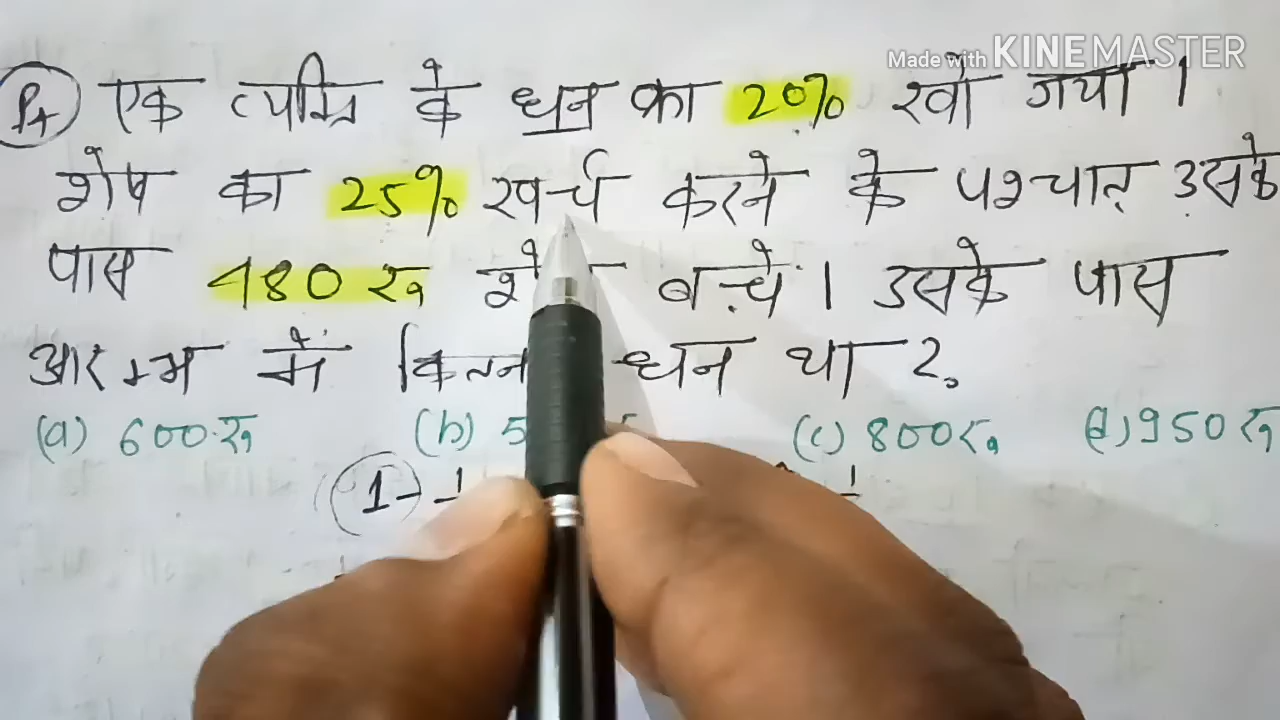 Made with KINEMASTER
P4 एक व्यक्ति के धन का 20% खो गया ।
शेष का 25% खर्च करने के पश्चात् उसके
पास 480 रु बचे । उसके पास
आरम्भ में धन था ?
(a) 600 रु (b) (c) 800 रु (d) 950 रु
1 -